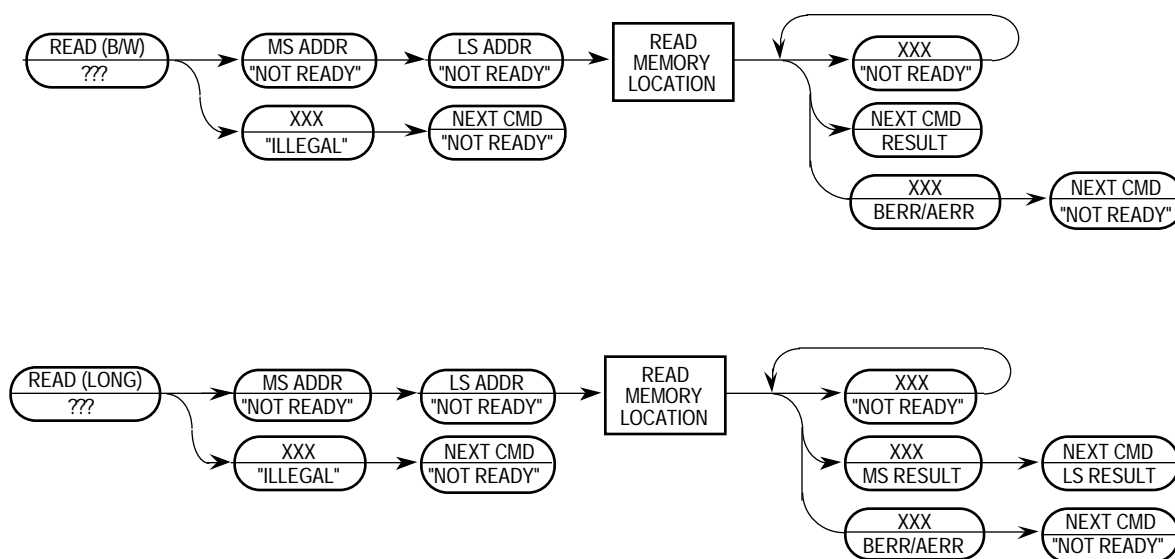 READ (B/W)
???
MS ADDR
"NOT READY"
LS ADDR
"NOT READY"
READ
MEMORY
LOCATION
XXX
"NOT READY"
XXX
"ILLEGAL"
NEXT CMD
"NOT READY"
NEXT CMD
RESULT
XXX
BERR/AERR
NEXT CMD
"NOT READY"
READ (LONG)
???
MS ADDR
"NOT READY"
LS ADDR
"NOT READY"
READ
MEMORY
LOCATION
XXX
"NOT READY"
XXX
"ILLEGAL"
NEXT CMD
"NOT READY"
XXX
MS RESULT
NEXT CMD
LS RESULT
XXX
BERR/AERR
NEXT CMD
"NOT READY"